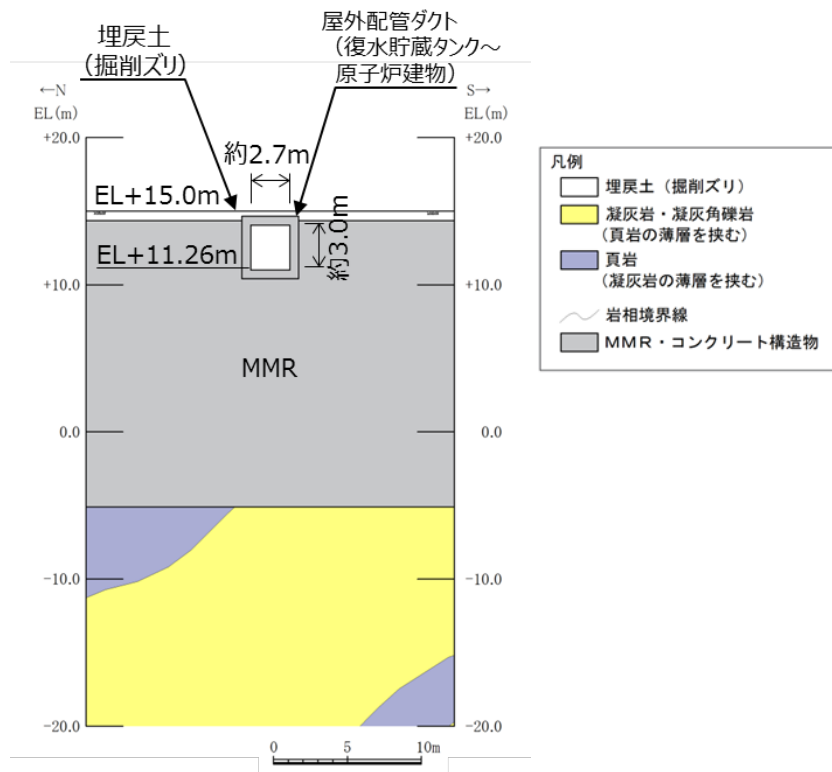 埋戻土
（掘削ズリ）
屋外配管ダクト
（復水貯蔵タンク～
原子炉建物）
←N
EL(m)
S→
EL(m)
+20.0
+20.0
約2.7m
EL+15.0m
約3.0m
EL+11.26m
+10.0
+10.0
MMR
0.0
0.0
-10.0
-10.0
-20.0
-20.0
0 5 10m
凡例
埋戻土（掘削ズリ）
凝灰岩・凝灰角礫岩
（頁岩の薄層を挟む）
頁岩
（凝灰岩の薄層を挟む）
岩相境界線
MMR・コンクリート構造物